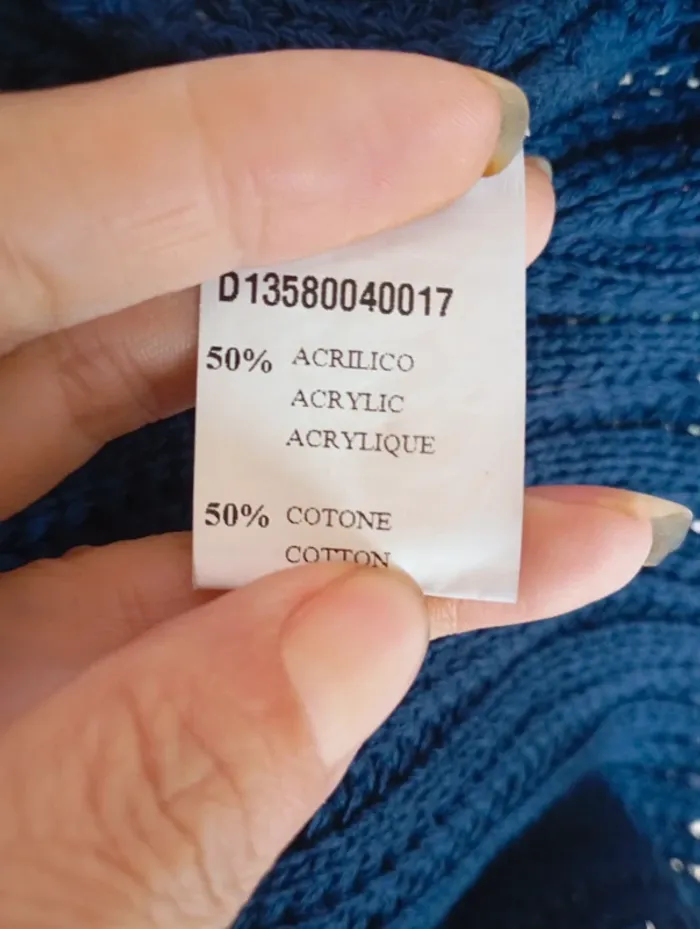 D13580040017
50% ACRILICO
ACRYLIC
ACRYLIQUE
50% COTONE
COTTON